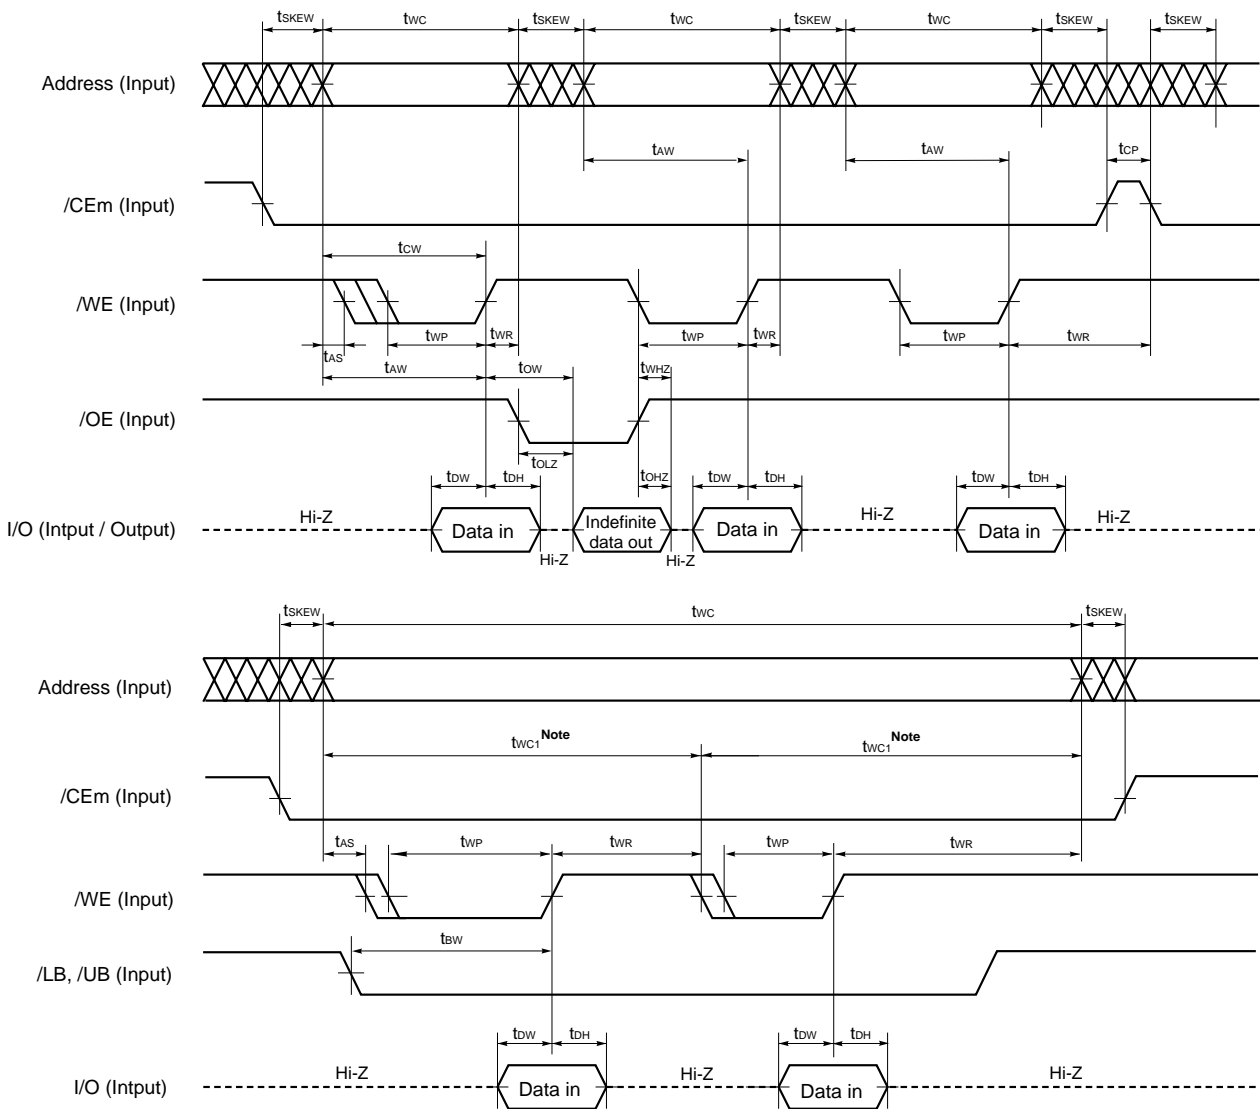 tSKEW tWC tSKEW tWC tSKEW tWC tSKEW tSKEW
Address (Input)
tAW tAW tCP
/CEm (Input)
tCW
/WE (Input)
tAS tWP tWR tWP tWR tWP tWR
tAW tOW tWHZ
/OE (Input)
tOLZ
tDW tDH tOHZ tDW tDH tDW tDH
I/O (Intput / Output) Hi-Z Data in Hi-Z Indefinite data out Hi-Z Data in Hi-Z Data in Hi-Z
tSKEW tWC tSKEW
Address (Input)
tWC1 Note tWC1 Note
/CEm (Input)
tAS tWP tWR tWP tWR
/WE (Input)
tBW
/LB, /UB (Input)
tDW tDH tDW tDH
I/O (Intput) Hi-Z Data in Hi-Z Data in Hi-Z